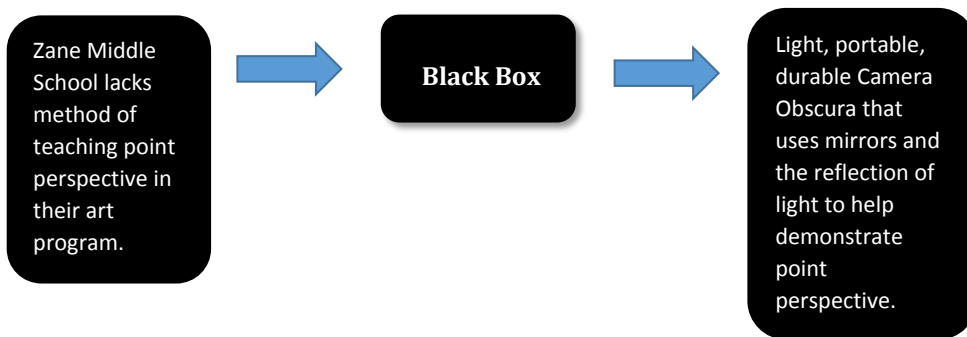 Zane Middle
School lacks
method of
teaching point
perspective in
their art
program.
Black Box
Light, portable,
durable Camera
Obscura that
uses mirrors and
the reflection of
light to help
demonstrate
point
perspective.